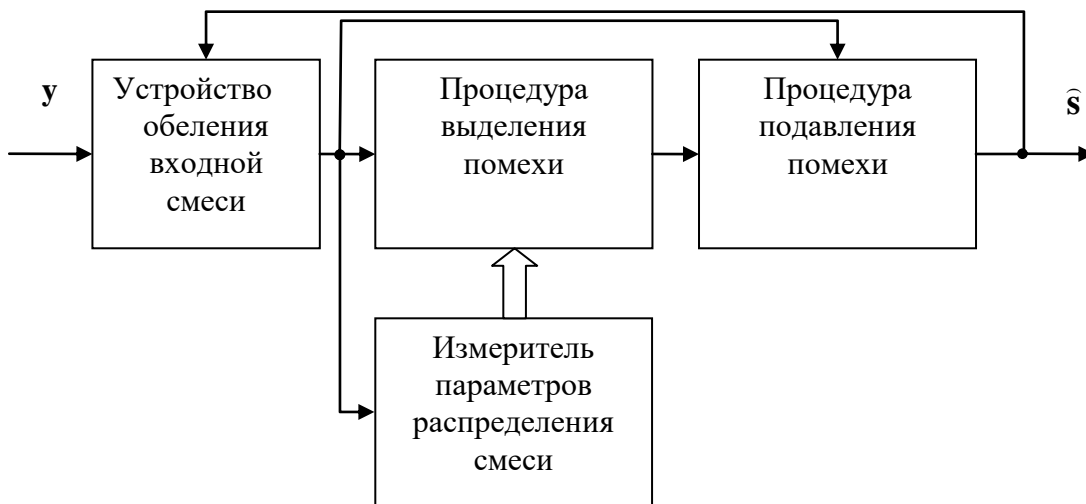 y
Устройство
обеления
входной
смеси
Процедура
выделения
помехи
Процедура
подавления
помехи
ŝ
Измеритель
параметров
распределения
смеси